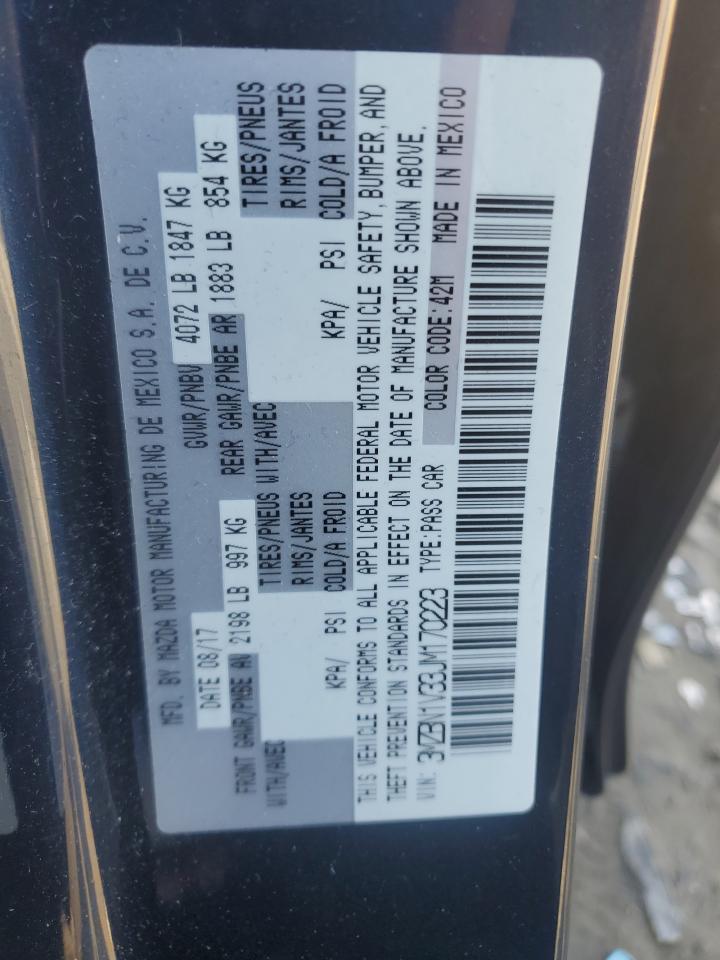 MFD. BY MAZDA MOTOR MANUFACTURING DE MEXICO S.A. DE C.V.
DATE 08/17 GVWR/PNBV 4072 LB 1847 KG
FRONT GAWR/PNBE AV 2198 LB 997 KG REAR GAWR/PNBE AR 1883 LB 854 KG
WITH/AVEC TIRES/PNEUS WITH/AVEC TIRES/PNEUS
RIMS/JANTES RIMS/JANTES
KPA/ PSI COLD/A FROID KPA/ PSI COLD/A FROID
THIS VEHICLE CONFORMS TO ALL APPLICABLE FEDERAL MOTOR VEHICLE SAFETY, BUMPER, AND
THEFT PREVENTION STANDARDS IN EFFECT ON THE DATE OF MANUFACTURE SHOWN ABOVE.
VIN: 3MZBN1V33JM170223 TYPE:PASS CAR COLOR CODE:42M MADE IN MEXICO